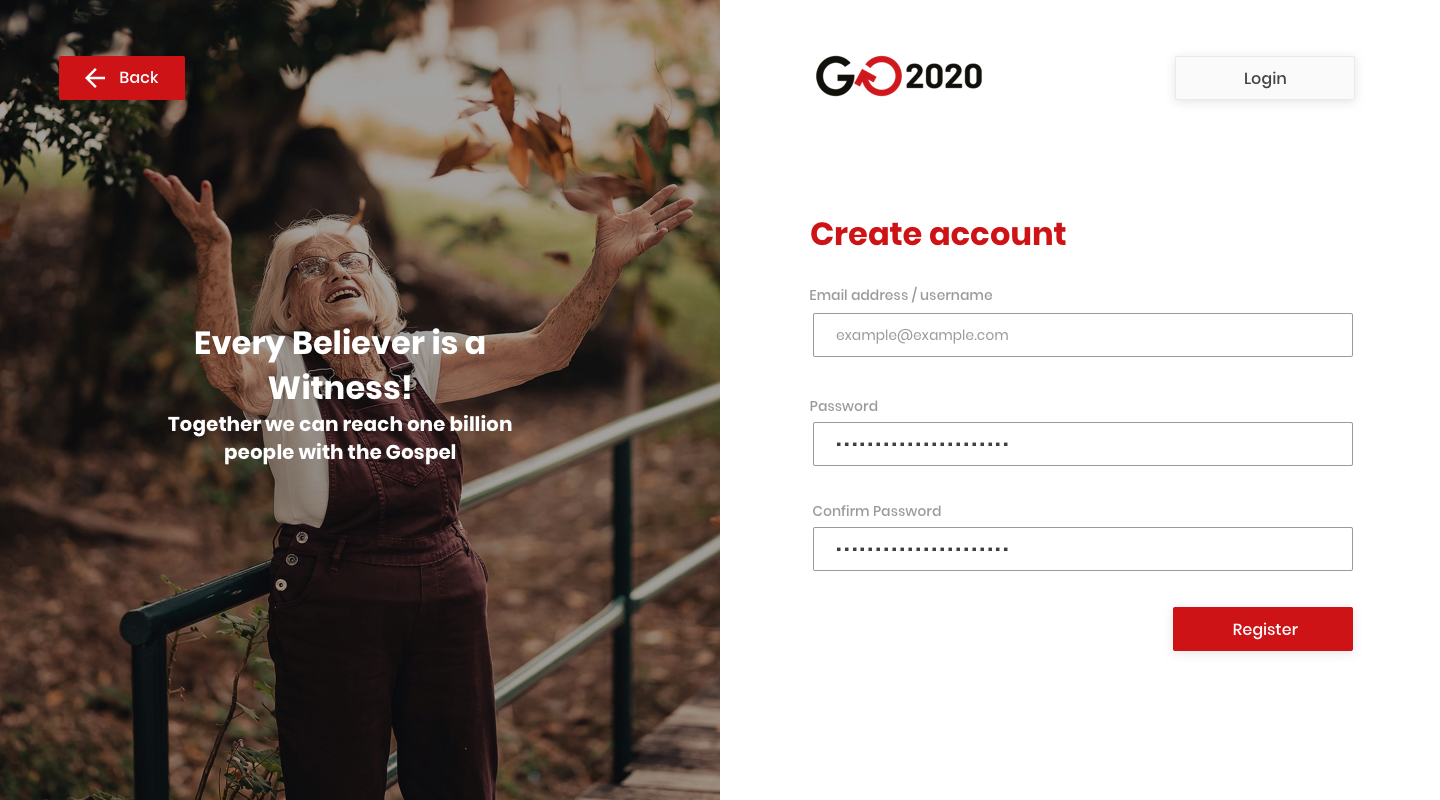 Back
Every Believer is a
Witness!
Together we can reach one billion
people with the Gospel
GO 2020
Login
Create account
Email address / username
example@example.com
Password
Confirm Password
Register